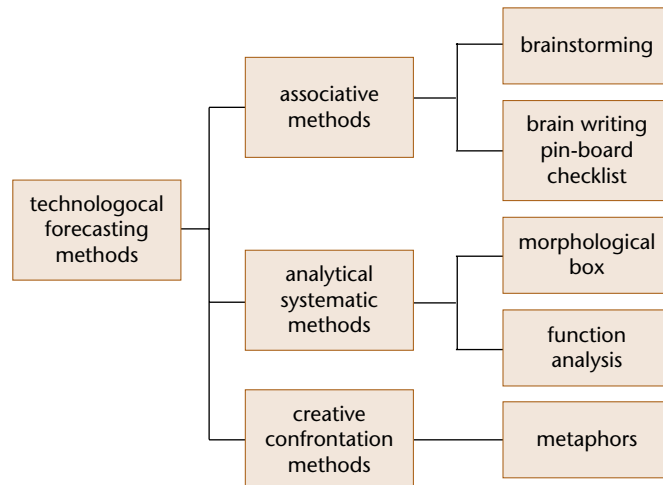 technologocal
forecasting
methods
associative
methods
brainstorming
brain writing
pin-board
checklist
analytical
systematic
methods
morphological
box
function
analysis
creative
confrontation
methods
metaphors